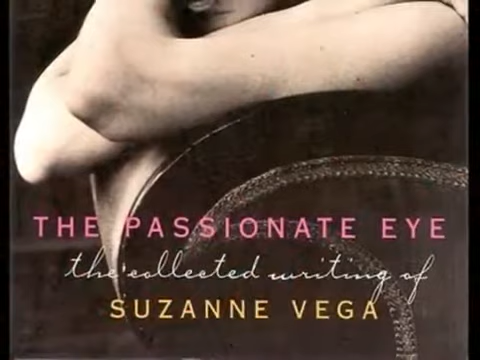 THE PASSIONATE EYE
the collected writing of
SUZANNE VEGA